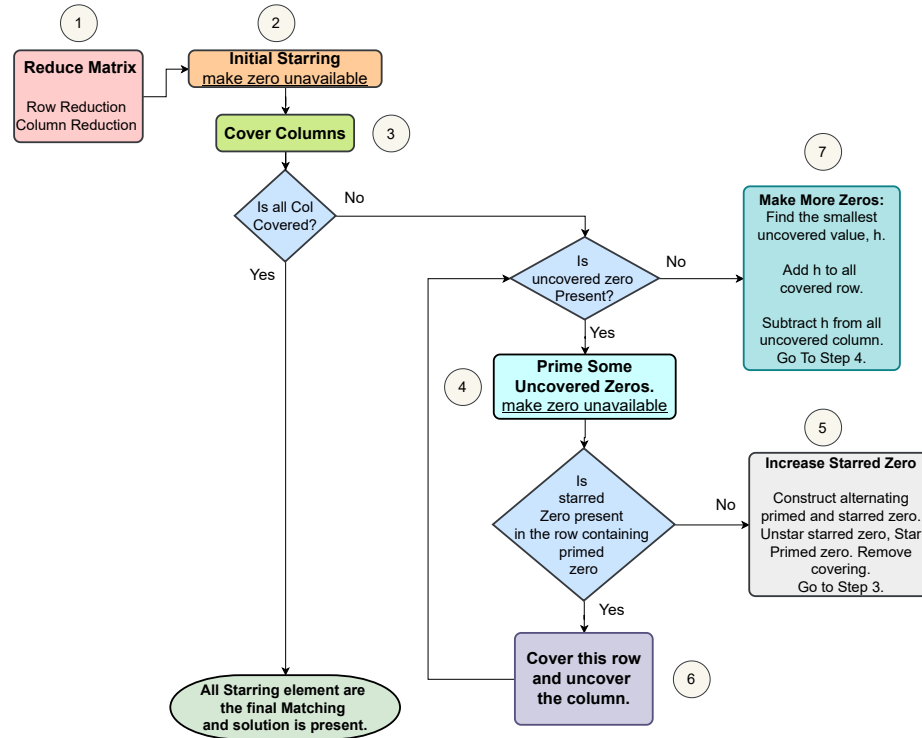 1
Reduce Matrix
Row Reduction
Column Reduction
2
Initial Starring
make zero unavailable
Cover Columns
3
Is all Col
Covered?
No
Yes
Is
uncovered zero
Present?
No
Yes
7
Make More Zeros:
Find the smallest
uncovered value, h.
Add h to all
covered row.
Subtract h from all
uncovered column.
Go To Step 4.
4
Prime Some
Uncovered Zeros.
make zero unavailable
Is
starred
Zero present
in the row containing
primed
zero
No
Yes
5
Increase Starred Zero
Construct alternating
primed and starred zero.
Unstar starred zero, Star
Primed zero. Remove
covering.
Go to Step 3.
Cover this row
and uncover
the column.
6
All Starring element are
the final Matching
and solution is present.